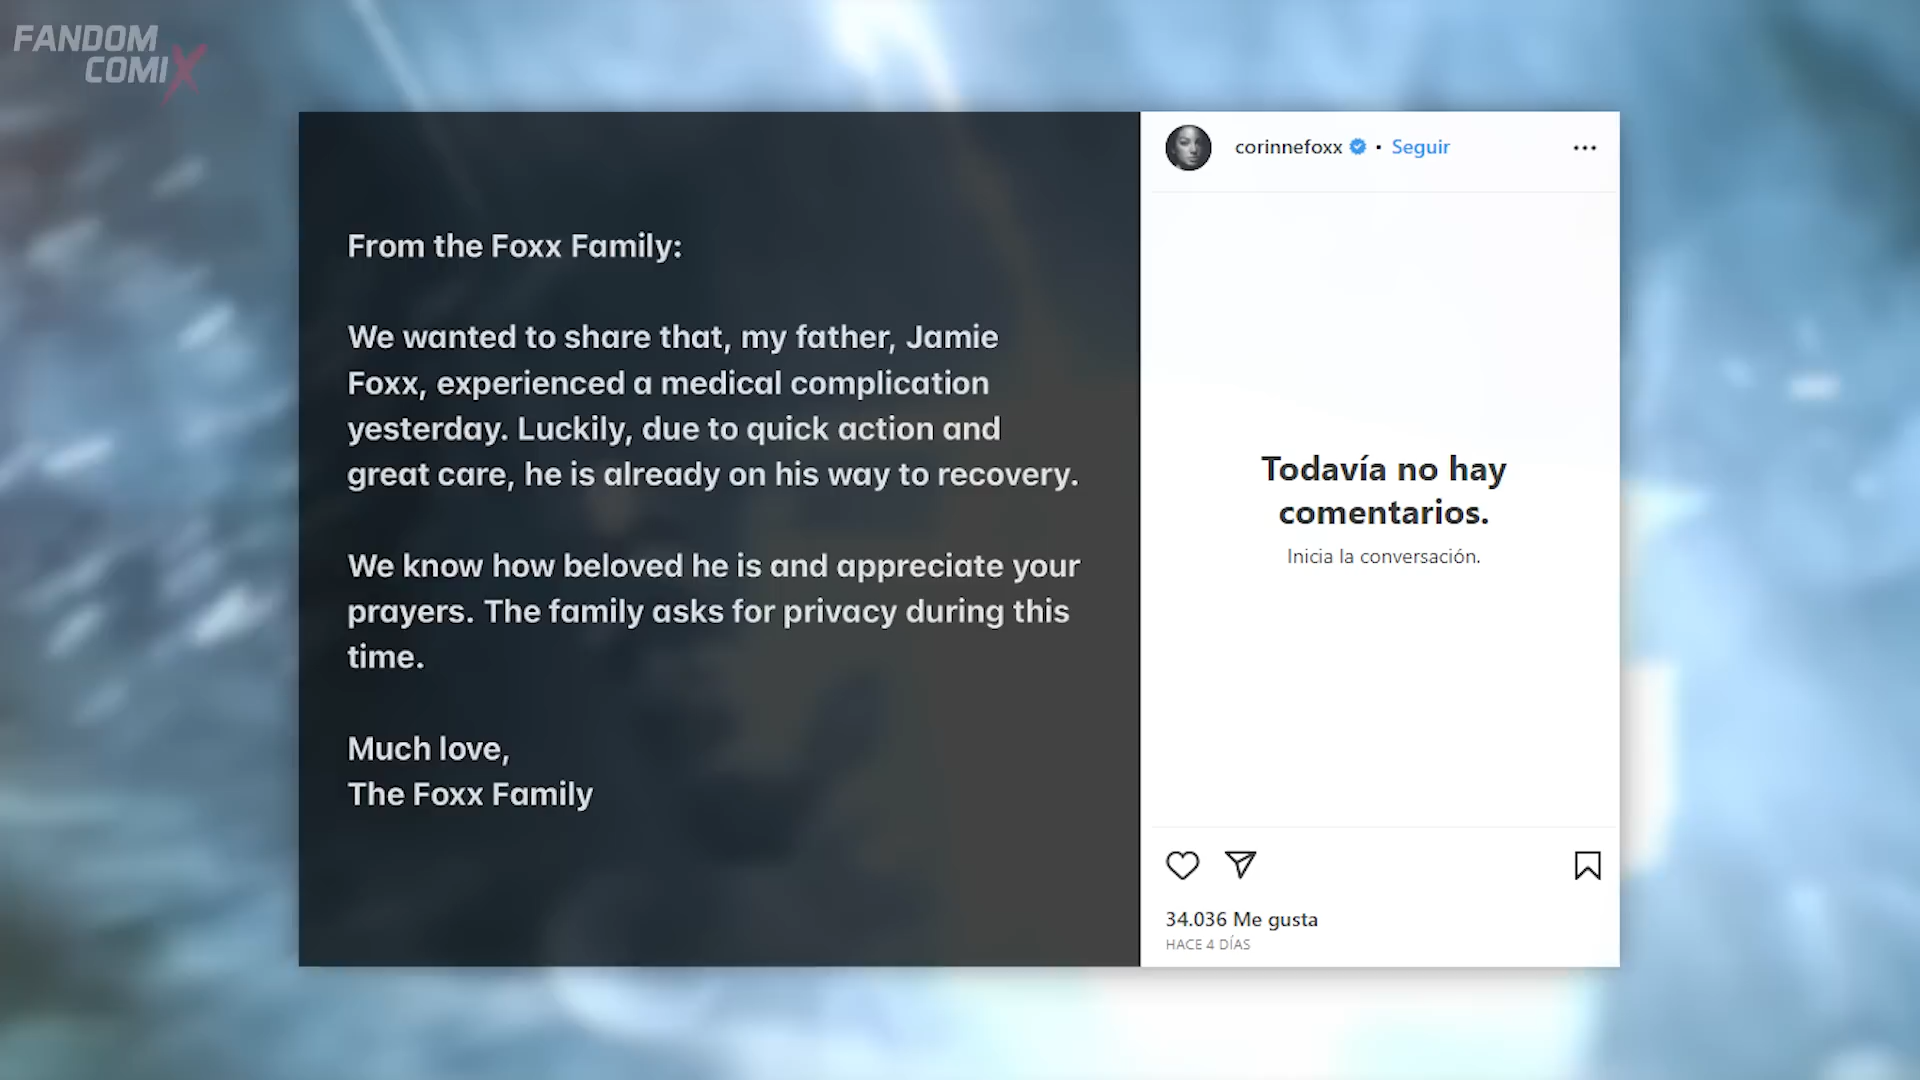 FANDOM
COMIX
From the Foxx Family:
We wanted to share that, my father, Jamie
Foxx, experienced a medical complication
yesterday. Luckily, due to quick action and
great care, he is already on his way to recovery.
We know how beloved he is and appreciate your
prayers. The family asks for privacy during this
time.
Much love,
The Foxx Family
corinnefoxx • Seguir
Todavía no hay
comentarios.
Inicia la conversación.
34.036 Me gusta
HACE 4 DÍAS